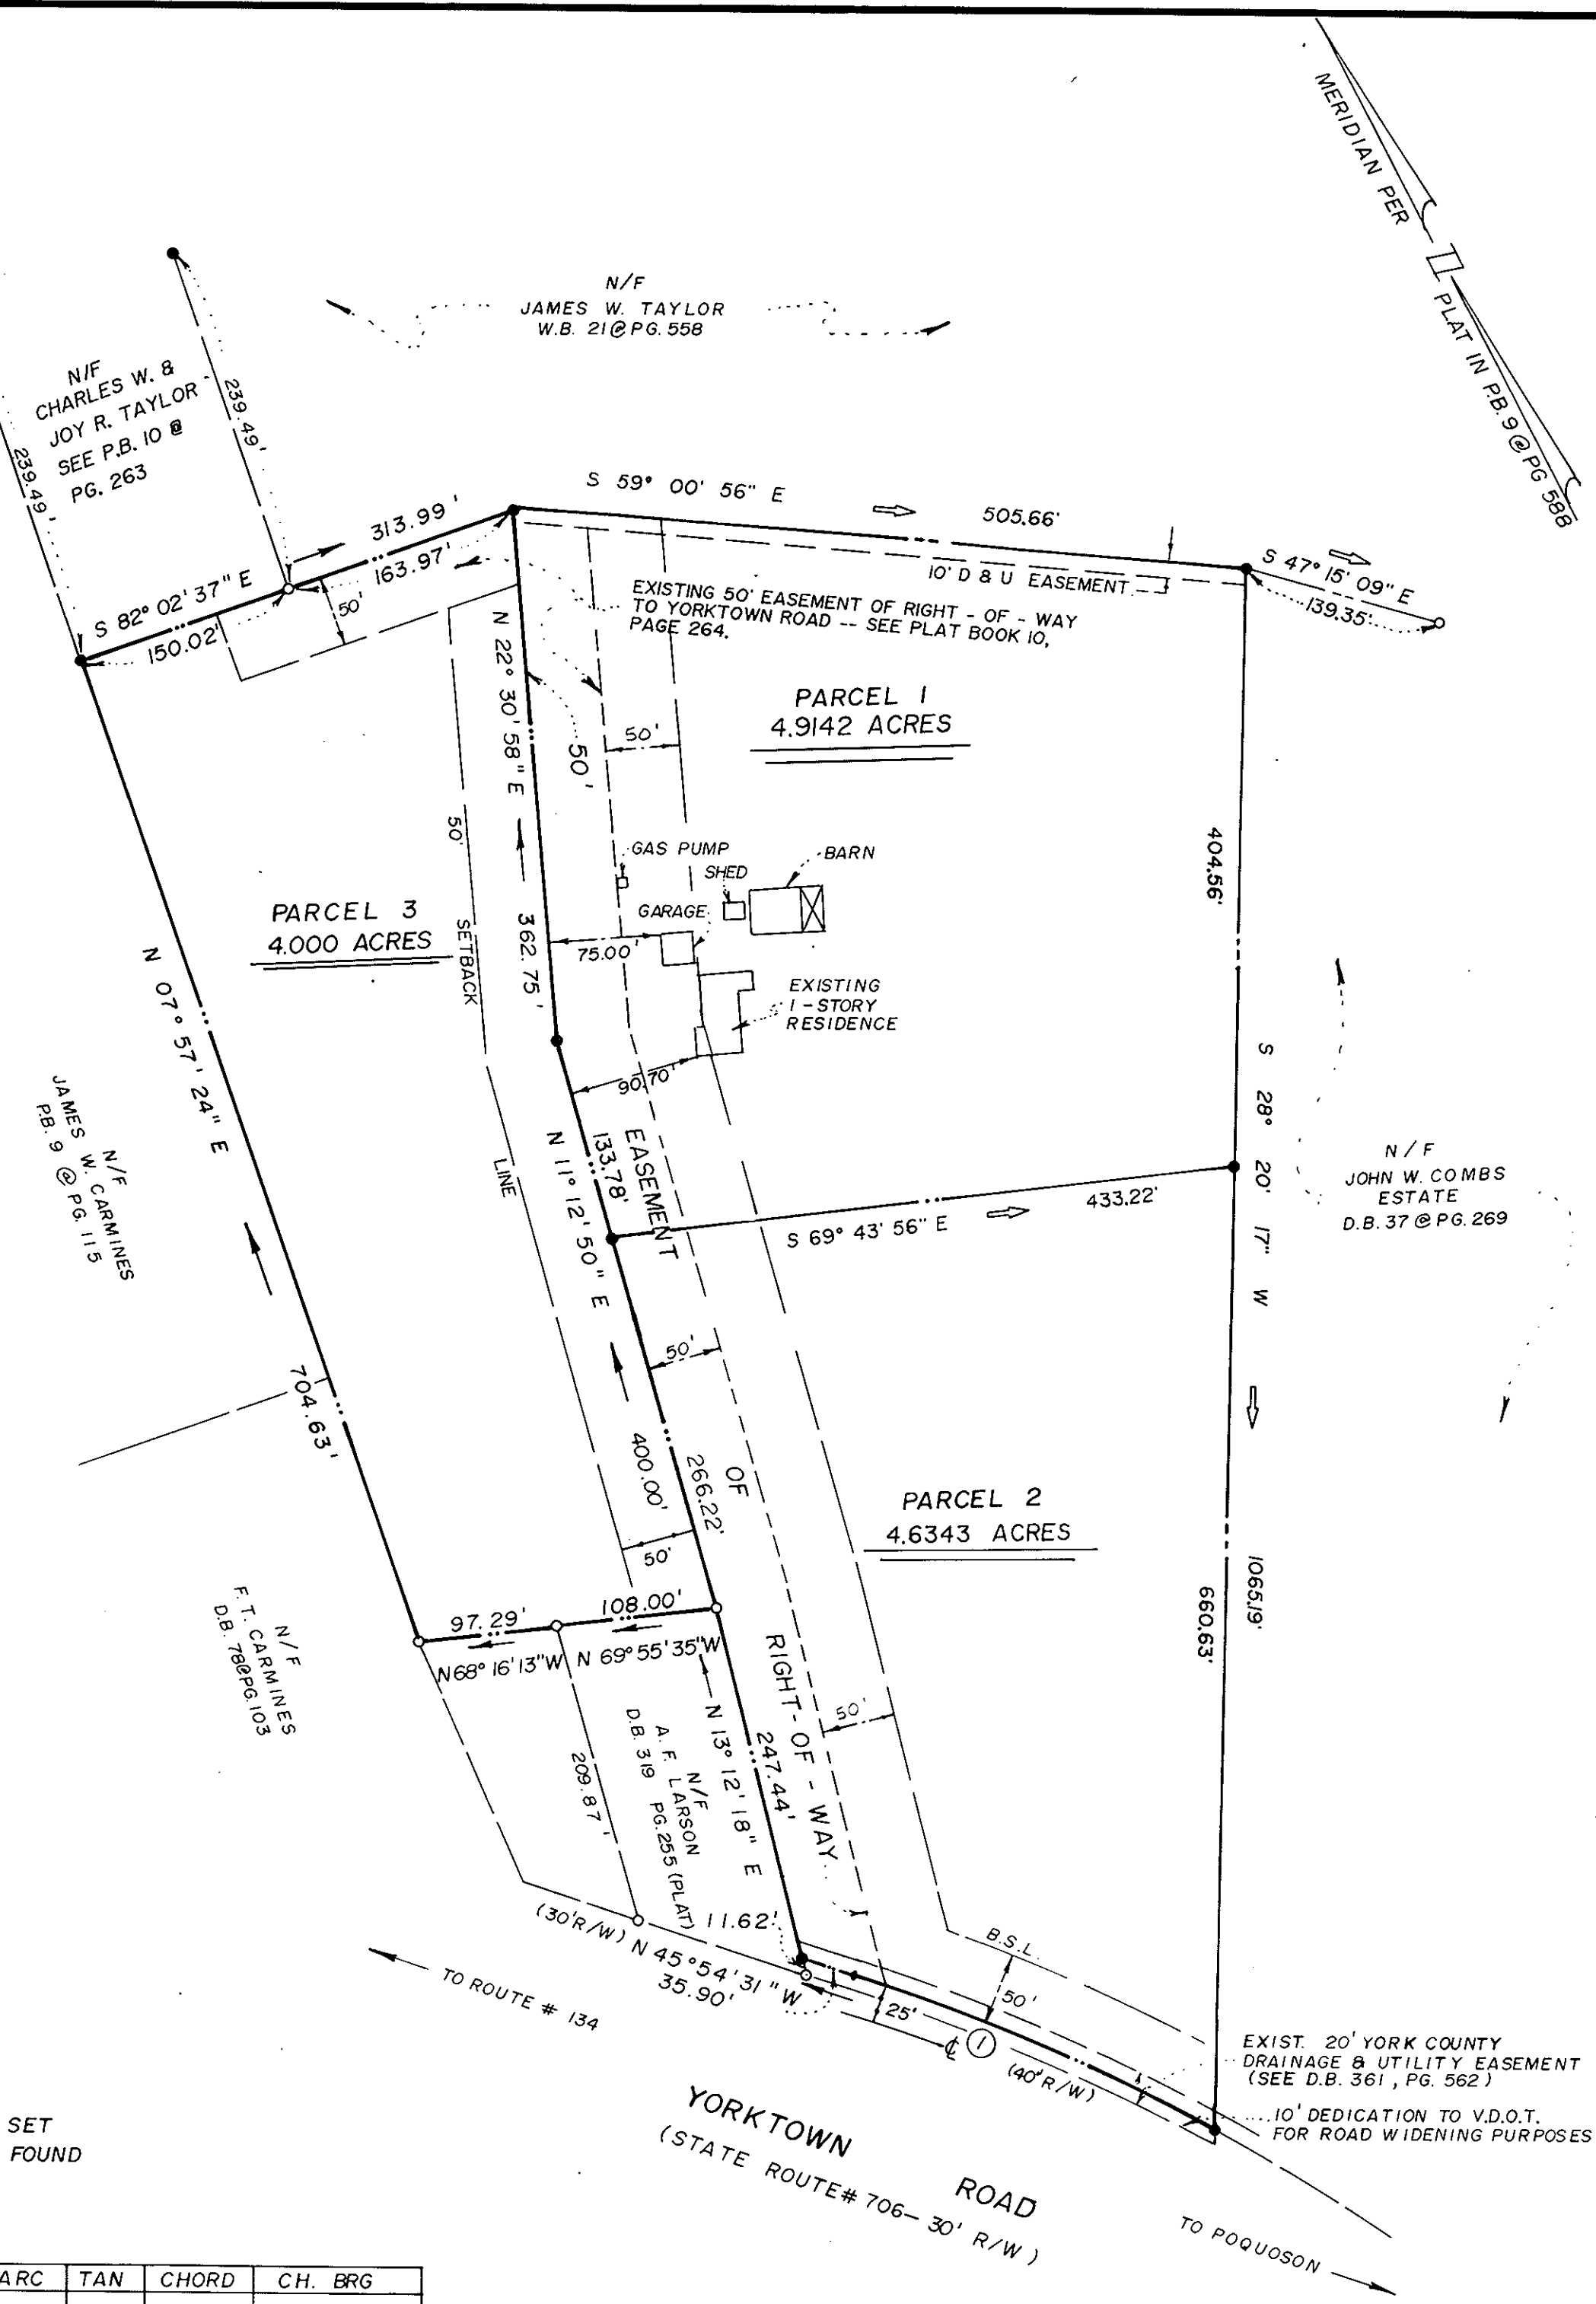 MERIDIAN PER
PLAT IN P.B. 9 @ PG 588
N/F
JAMES W. TAYLOR
W.B. 21 @ PG. 558
N/F
CHARLES W. &
JOY R. TAYLOR
SEE P.B. 10 @
PG. 263
239.49'
239.49'
S 82° 02' 37" E
313.99'
163.97'
150.02'
50'
S 59° 00' 56" E
505.66'
10' D & U EASEMENT
S 47° 15' 09" E
139.35'
EXISTING 50' EASEMENT OF RIGHT - OF - WAY
TO YORKTOWN ROAD -- SEE PLAT BOOK 10,
PAGE 264.
N 22° 30' 58" E
362.75'
50'
50'
PARCEL 1
4.9142 ACRES
404.56'
GAS PUMP
SHED
BARN
GARAGE
75.00'
EXISTING
1 - STORY
RESIDENCE
90.70'
PARCEL 3
4.000 ACRES
50'
SETBACK
LINE
N 07° 57' 24" E
704.63'
N/F
JAMES W. CARMINES
P.B. 9 @ PG. 115
N 11° 12' 50" E
133.78'
EASEMENT
OF
RIGHT - OF - WAY
S 69° 43' 56" E
433.22'
S 28° 20' 17" W
1065.19'
660.63'
N / F
JOHN W. COMBS
ESTATE
D.B. 37 @ PG. 269
50'
400.00'
266.22'
50'
PARCEL 2
4.6343 ACRES
97.29'
108.00'
N 68° 16' 13" W
N 69° 55' 35" W
N/F
F. T. CARMINES
D.B. 78 @ PG. 103
209.87'
N/F
A. F. LARSON
D.B. 319 PG. 255 (PLAT)
N 13° 12' 18" E
247.44'
50'
11.62'
(30' R/W)
N 45° 54' 31" W
35.90'
TO ROUTE # 134
B.S.L.
50'
25'
℄
1
(40' R/W)
EXIST. 20' YORK COUNTY
DRAINAGE & UTILITY EASEMENT
(SEE D.B. 361, PG. 562)
10' DEDICATION TO V.D.O.T.
FOR ROAD WIDENING PURPOSES
YORKTOWN ROAD
(STATE ROUTE # 706 — 30' R/W)
TO POQUOSON
SET
FOUND
ARC TAN CHORD CH. BRG